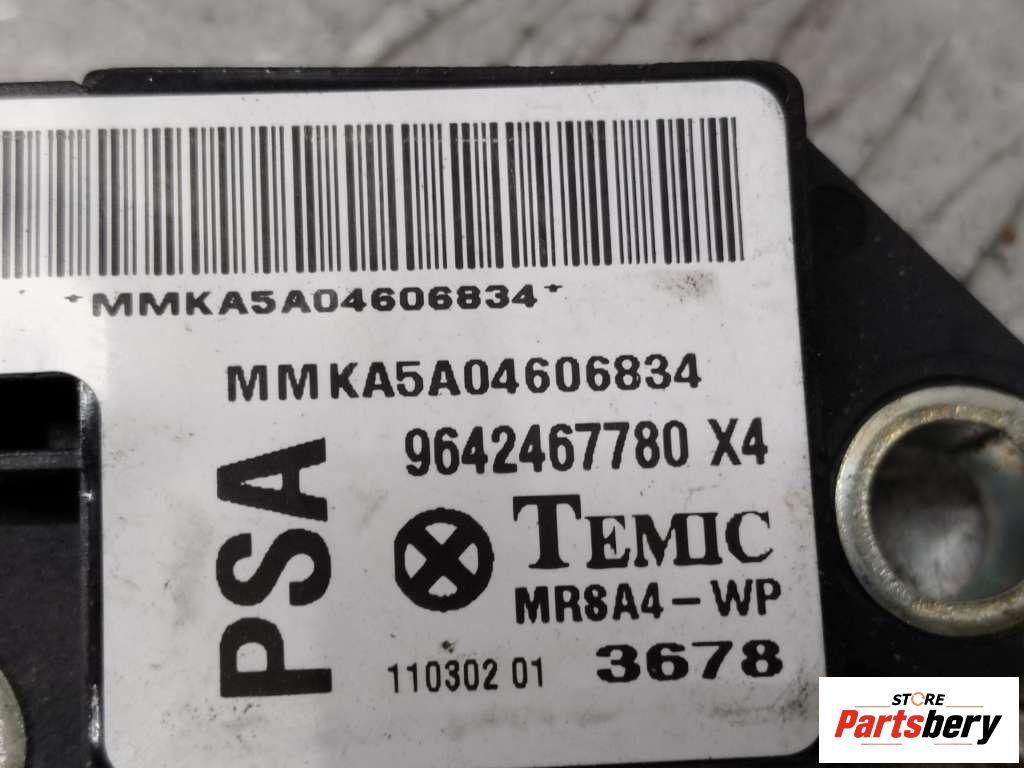 *MMKA5A04606834*
MMKA5A04606834
9642467780 X4
PSA
TEMIC
MR8A4-WP
110302 01 3678
STORE
Partsbery